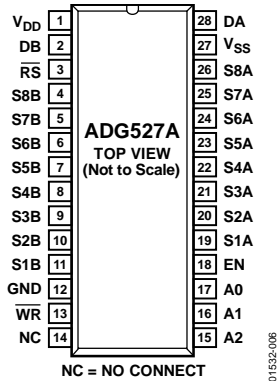 VDD 1 28 DA
DB 2 27 VSS
RS 3 26 S8A
S8B 4 25 S7A
S7B 5 24 S6A
S6B 6 23 S5A
S5B 7 22 S4A
S4B 8 21 S3A
S3B 9 20 S2A
S2B 10 19 S1A
S1B 11 18 EN
GND 12 17 A0
WR 13 16 A1
NC 14 15 A2
ADG527A
TOP VIEW
(Not to Scale)
NC = NO CONNECT
01532-006